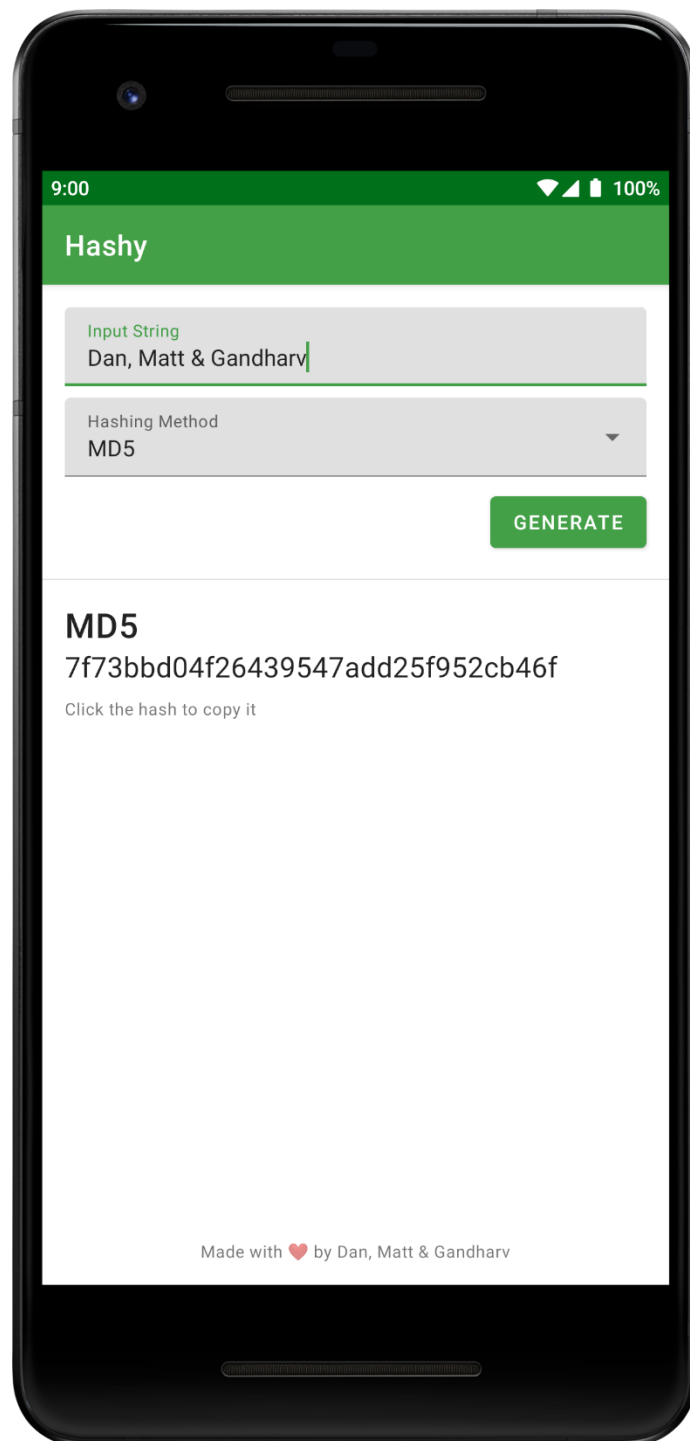 9:00 100%
Hashy
Input String
Dan, Matt & Gandharv
Hashing Method
MD5
GENERATE
MD5
7f73bbd04f26439547add25f952cb46f
Click the hash to copy it
Made with ❤️ by Dan, Matt & Gandharv